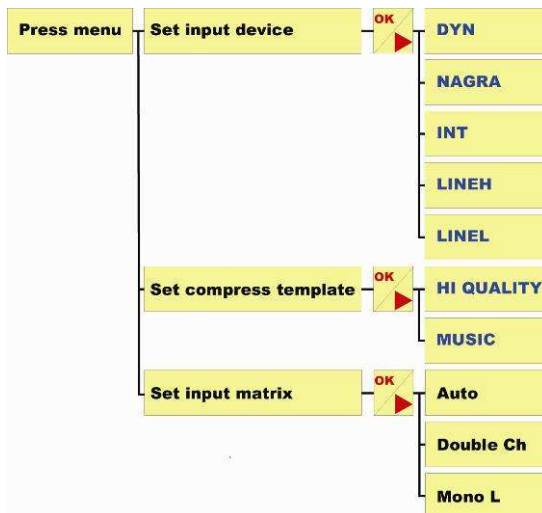 Press menu
Set input device
OK
DYN
NAGRA
INT
LINEH
LINEL
Set compress template
OK
HI QUALITY
MUSIC
Set input matrix
OK
Auto
Double Ch
Mono L